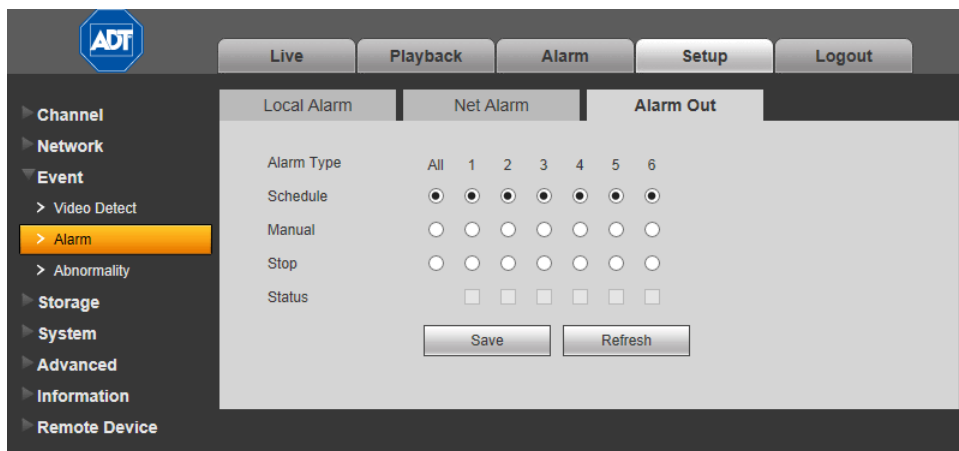 ADT
Live Playback Alarm Setup Logout
Local Alarm Net Alarm Alarm Out
Channel
Network
Event
> Video Detect
> Alarm
> Abnormality
Storage
System
Advanced
Information
Remote Device
Alarm Type All 1 2 3 4 5 6
Schedule
Manual
Stop
Status
Save Refresh